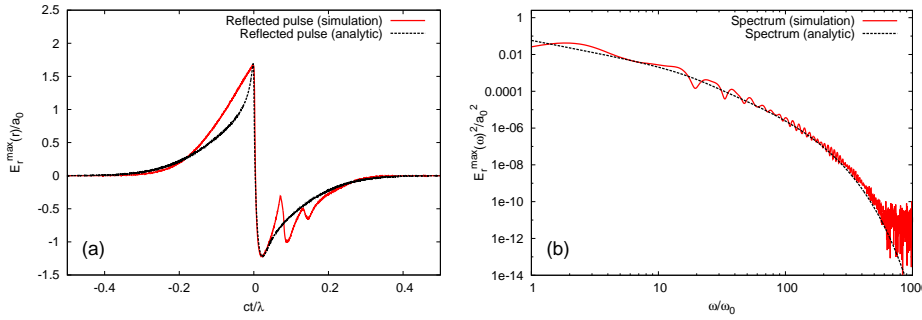 Reflected pulse (simulation)
Reflected pulse (analytic)
E_r^max(r)/a_0
2
1.5
1
0.5
0
-0.5
-1
-1.5
(a)
-0.4
-0.2
0
0.2
0.4
ct/λ
Spectrum (simulation)
Spectrum (analytic)
E_r^max(ω)^2/a_0^2
1
0.01
0.0001
1e-06
1e-08
1e-10
1e-12
1e-14
(b)
1
10
100
1000
ω/ω_0